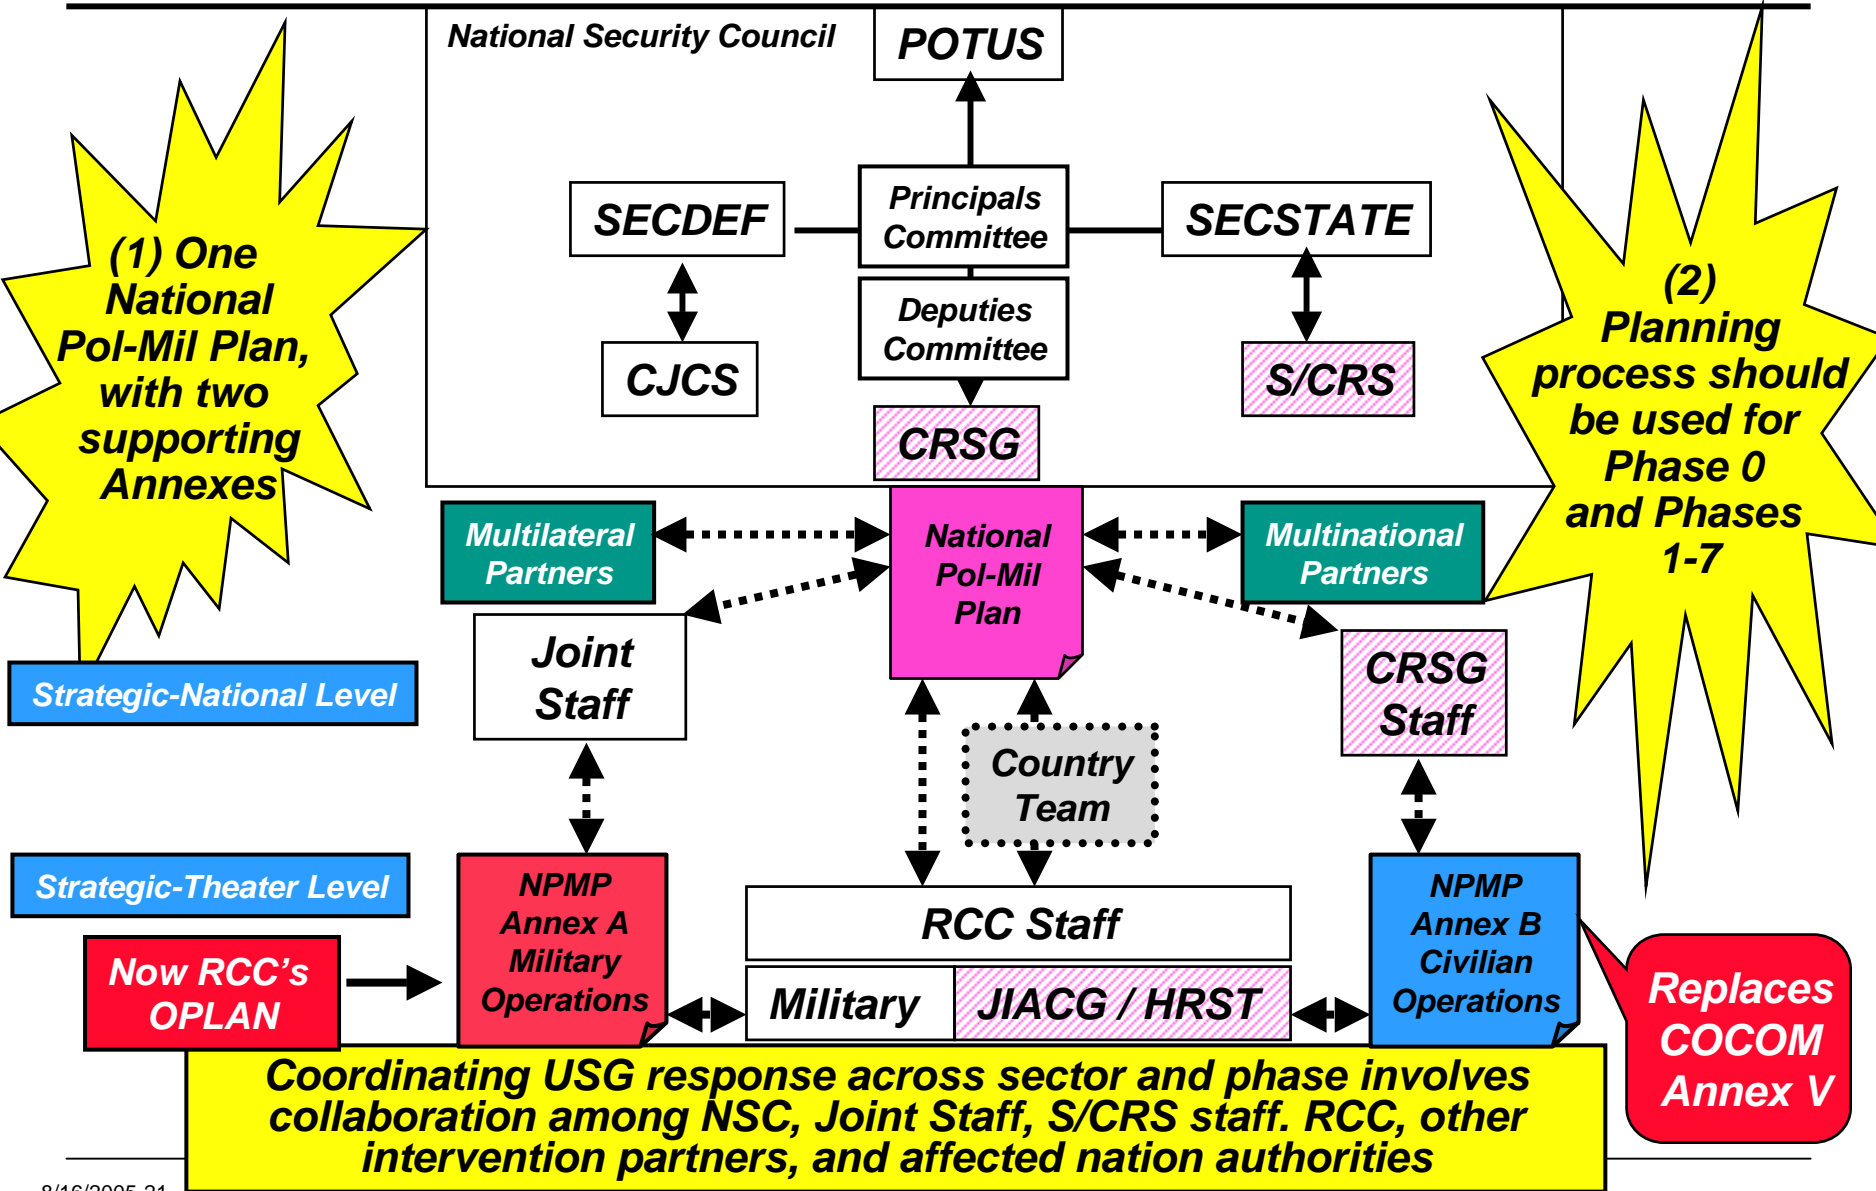 National Security Council
POTUS
(1) One
National
Pol-Mil Plan,
with two
supporting
Annexes
SECDEF
Principals
Committee
SECSTATE
Deputies
Committee
CJCS
S/CRS
CRSG
(2)
Planning
process should
be used for
Phase 0
and Phases
1-7
Multilateral
Partners
National
Pol-Mil
Plan
Multinational
Partners
Joint
Staff
CRSG
Staff
Strategic-National Level
Country
Team
Strategic-Theater Level
NPMP
Annex A
Military
Operations
RCC Staff
NPMP
Annex B
Civilian
Operations
Now RCC's
OPLAN
Military
JIACG / HRST
Replaces
COCOM
Annex V
Coordinating USG response across sector and phase involves
collaboration among NSC, Joint Staff, S/CRS staff. RCC, other
intervention partners, and affected nation authorities
8/16/2005-21